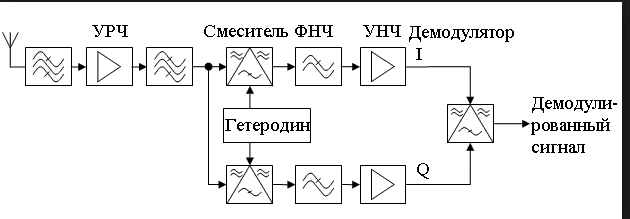 УРЧ
Смеситель
ФНЧ
УНЧ
Демодулятор
I
Гетеродин
Демодули-
рованный
сигнал
Q